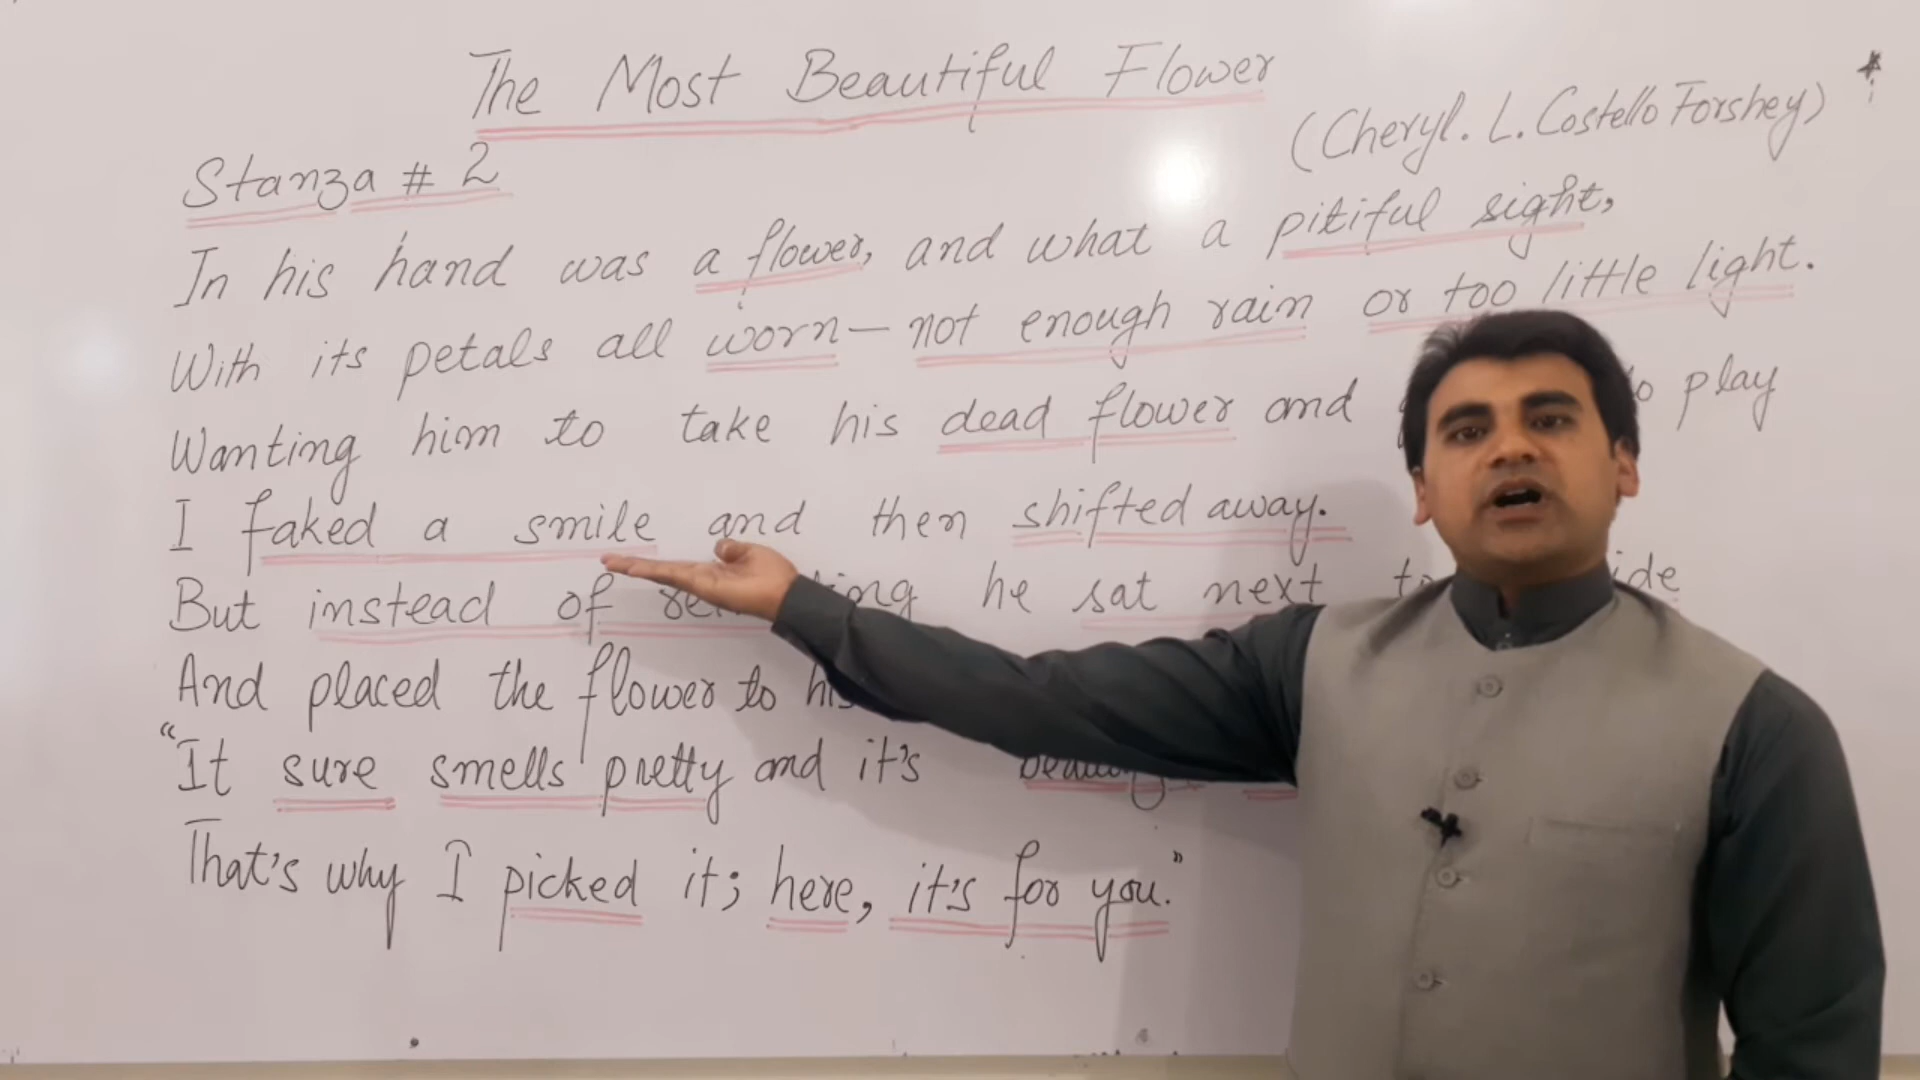 The Most Beautiful Flower
(Cheryl. L. Costello Forshey)
Stanza # 2
In his hand was a flower, and what a pitiful sight,
With its petals all worn — not enough rain or too little light.
Wanting him to take his dead flower and play
I faked a smile and then shifted away.
But instead of he sat next
And placed the flower to his
"It sure smells pretty and it's
That's why I picked it; here, it's for you."